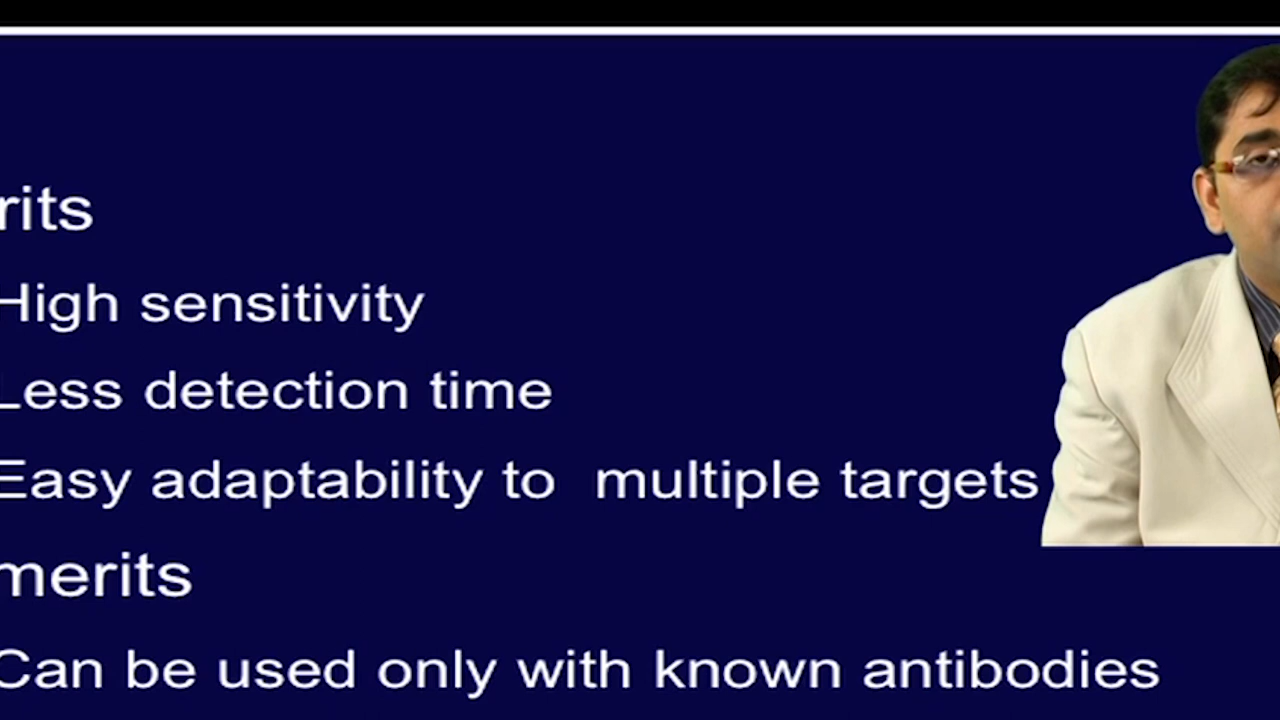 rits
High sensitivity
Less detection time
Easy adaptability to multiple targets
merits
Can be used only with known antibodies